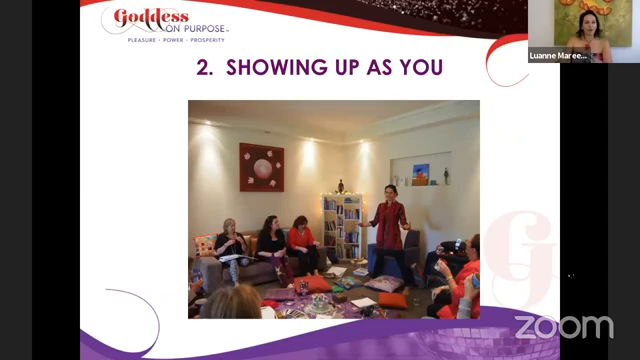 Goddess
ON PURPOSE
PLEASURE • POWER • PROSPERITY
Luanne Maree...
2. SHOWING UP AS YOU
G
zoom